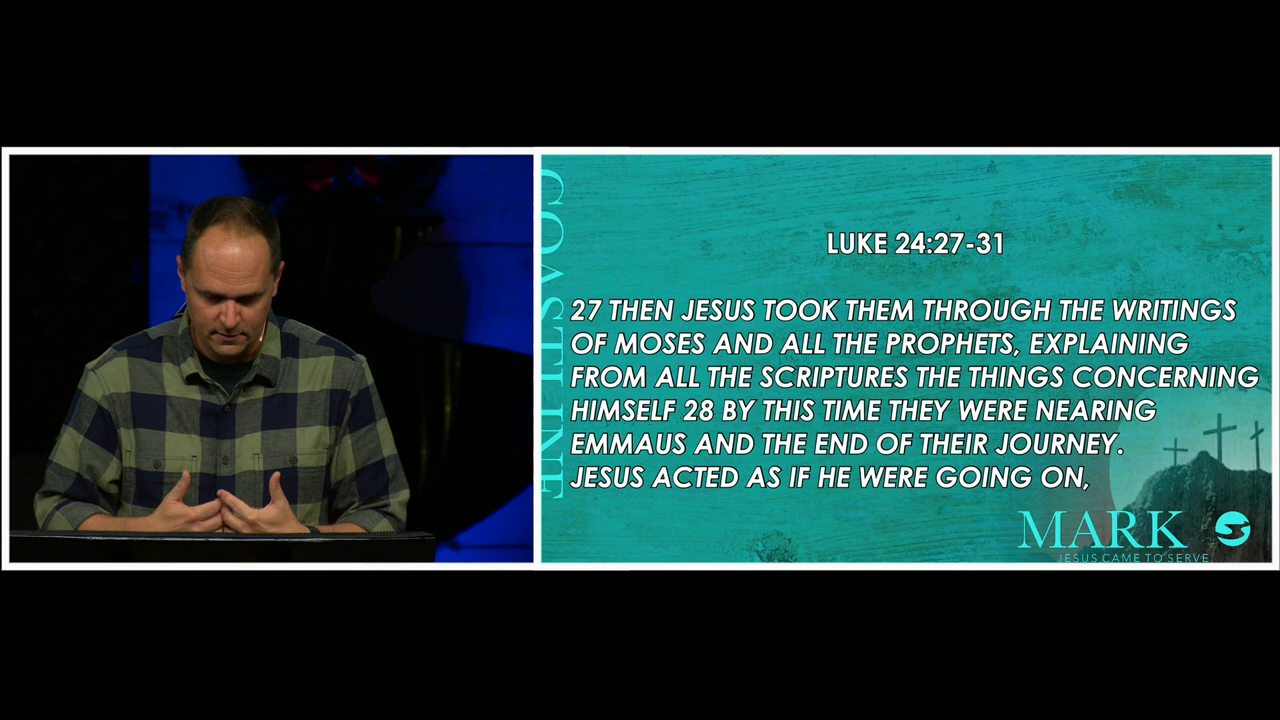 COASTLINE
LUKE 24:27-31
27 THEN JESUS TOOK THEM THROUGH THE WRITINGS
OF MOSES AND ALL THE PROPHETS, EXPLAINING
FROM ALL THE SCRIPTURES THE THINGS CONCERNING
HIMSELF 28 BY THIS TIME THEY WERE NEARING
EMMAUS AND THE END OF THEIR JOURNEY.
JESUS ACTED AS IF HE WERE GOING ON,
MARK
JESUS CAME TO SERVE